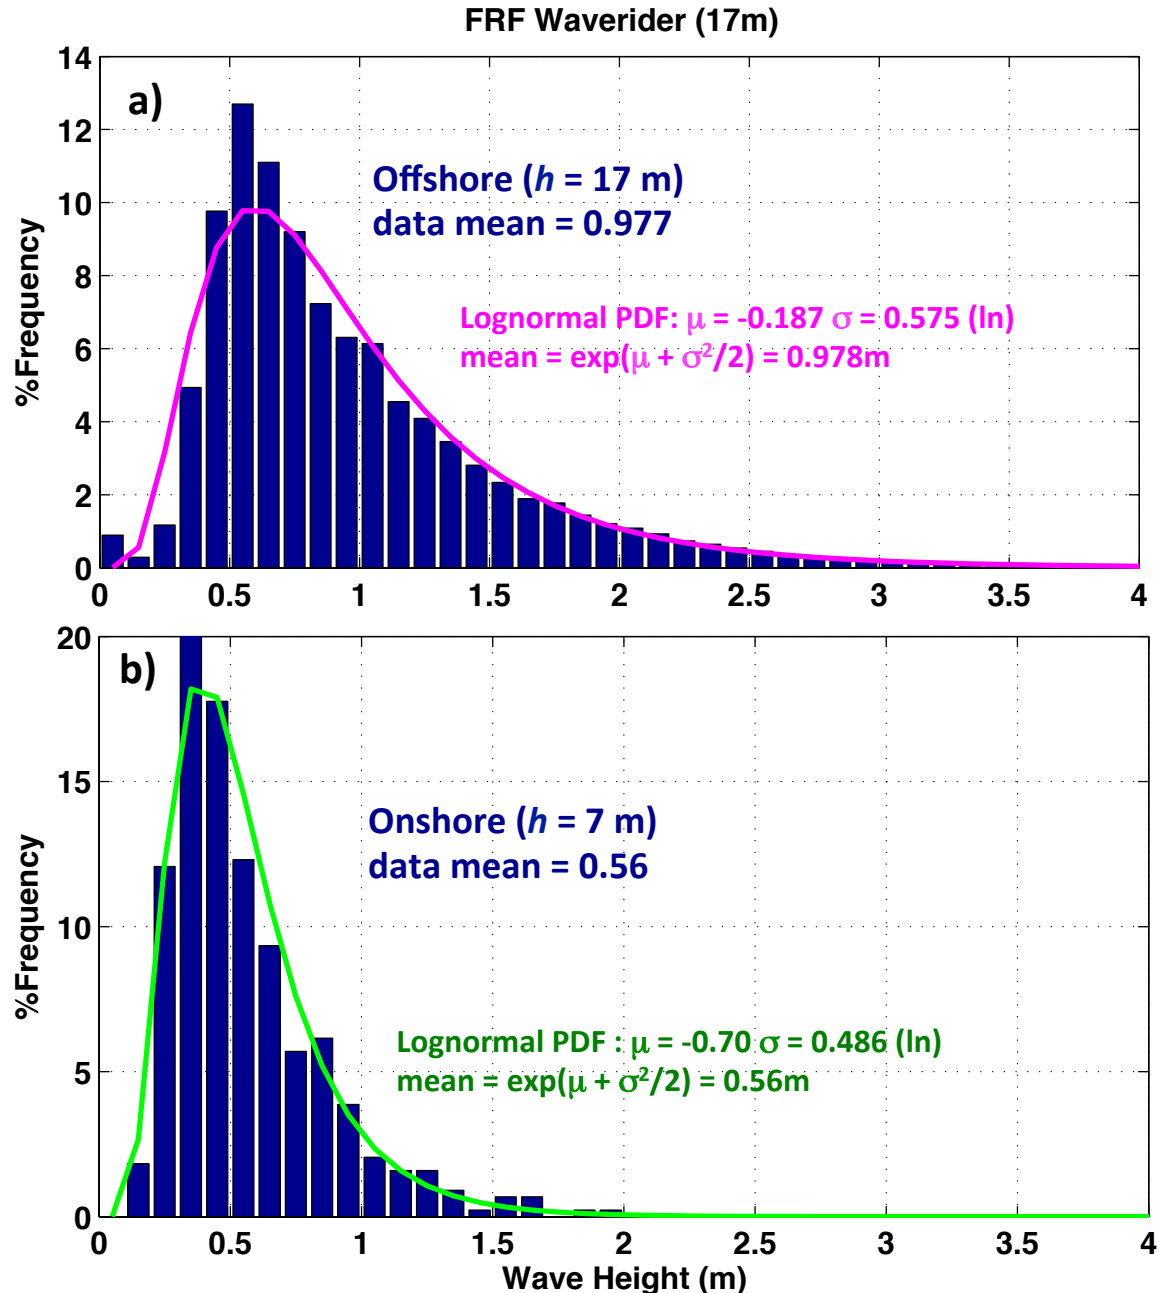 FRF Waverider (17m)
14
12
10
8
6
4
2
0
%Frequency
a)
Offshore (h = 17 m)
data mean = 0.977
Lognormal PDF: μ = -0.187 σ = 0.575 (ln)
mean = exp(μ + σ²/2) = 0.978m
0 0.5 1 1.5 2 2.5 3 3.5 4
20
15
10
5
0
%Frequency
b)
Onshore (h = 7 m)
data mean = 0.56
Lognormal PDF : μ = -0.70 σ = 0.486 (ln)
mean = exp(μ + σ²/2) = 0.56m
0 0.5 1 1.5 2 2.5 3 3.5 4
Wave Height (m)